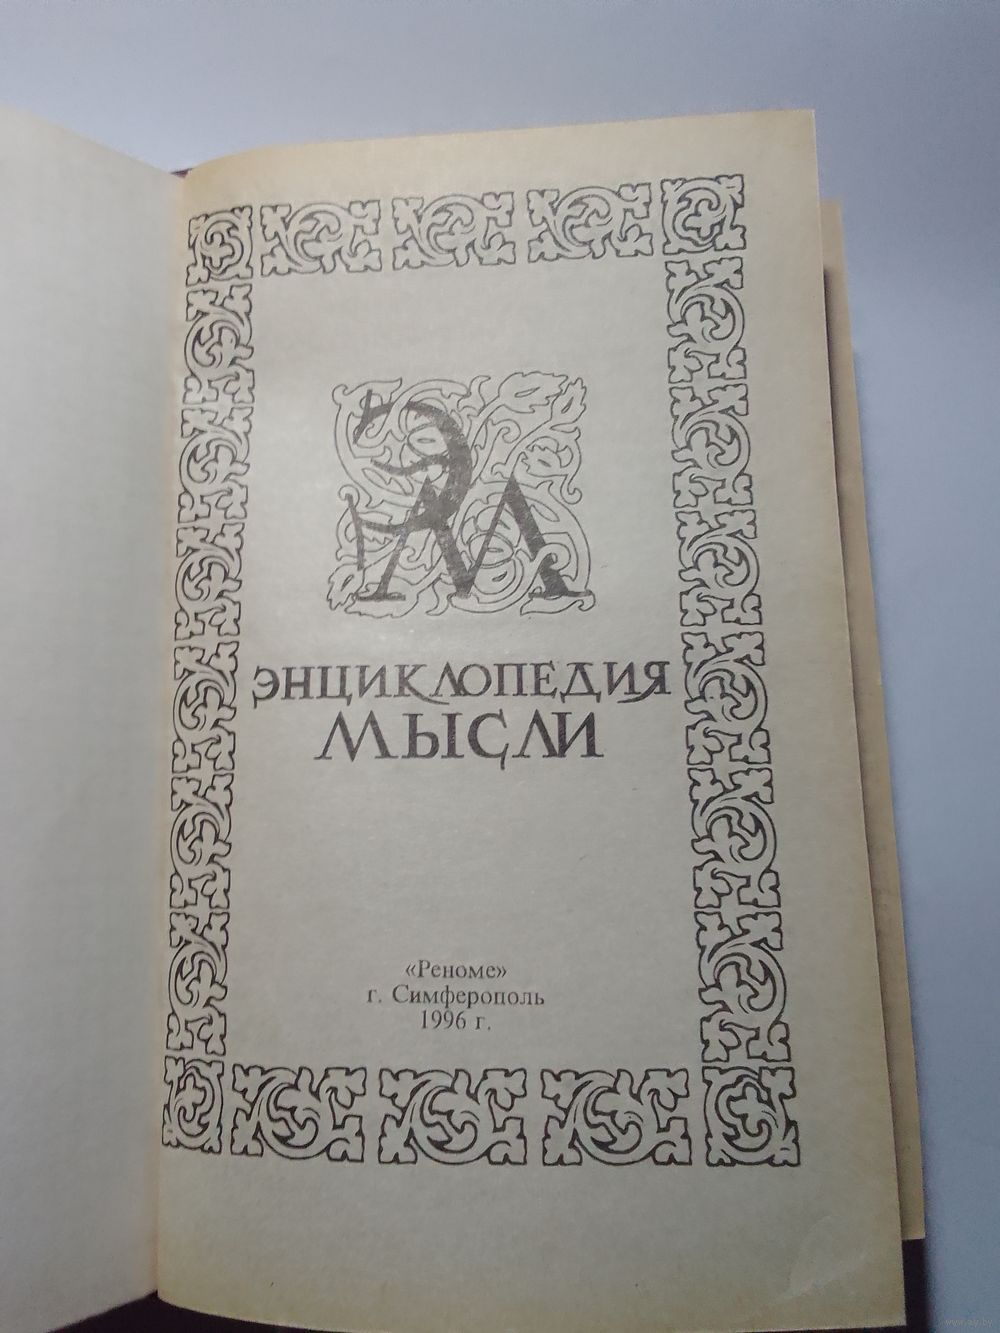 ЭМ
ЭНЦИКЛОПЕДИЯ
МЫСЛИ
«Реноме»
г. Симферополь
1996 г.